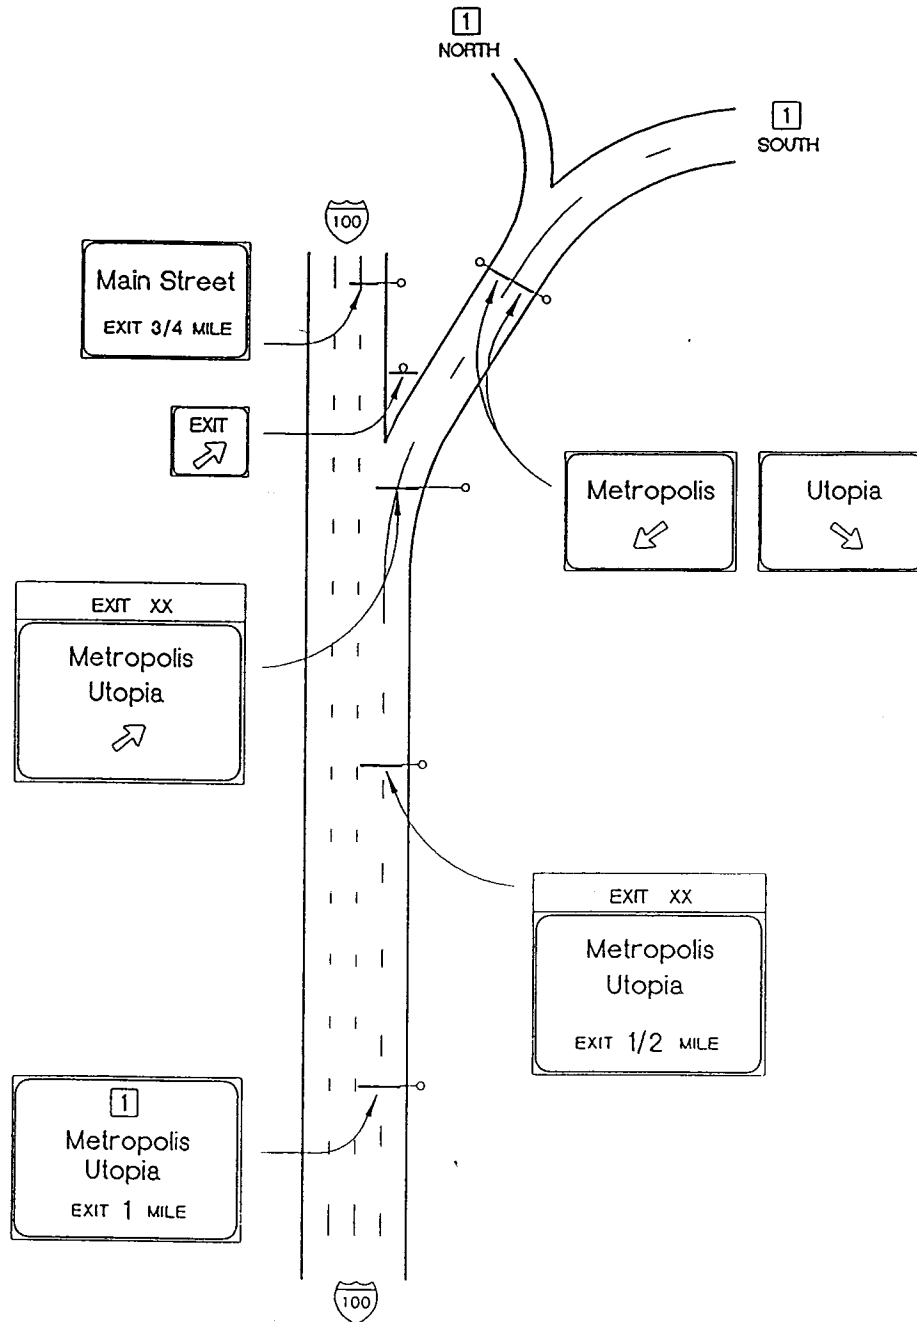 1
NORTH
1
SOUTH
100
Main Street
EXIT 3/4 MILE
EXIT
Metropolis
Utopia
EXIT XX
Metropolis
Utopia
EXIT XX
Metropolis
Utopia
EXIT 1/2 MILE
1
Metropolis
Utopia
EXIT 1 MILE
100